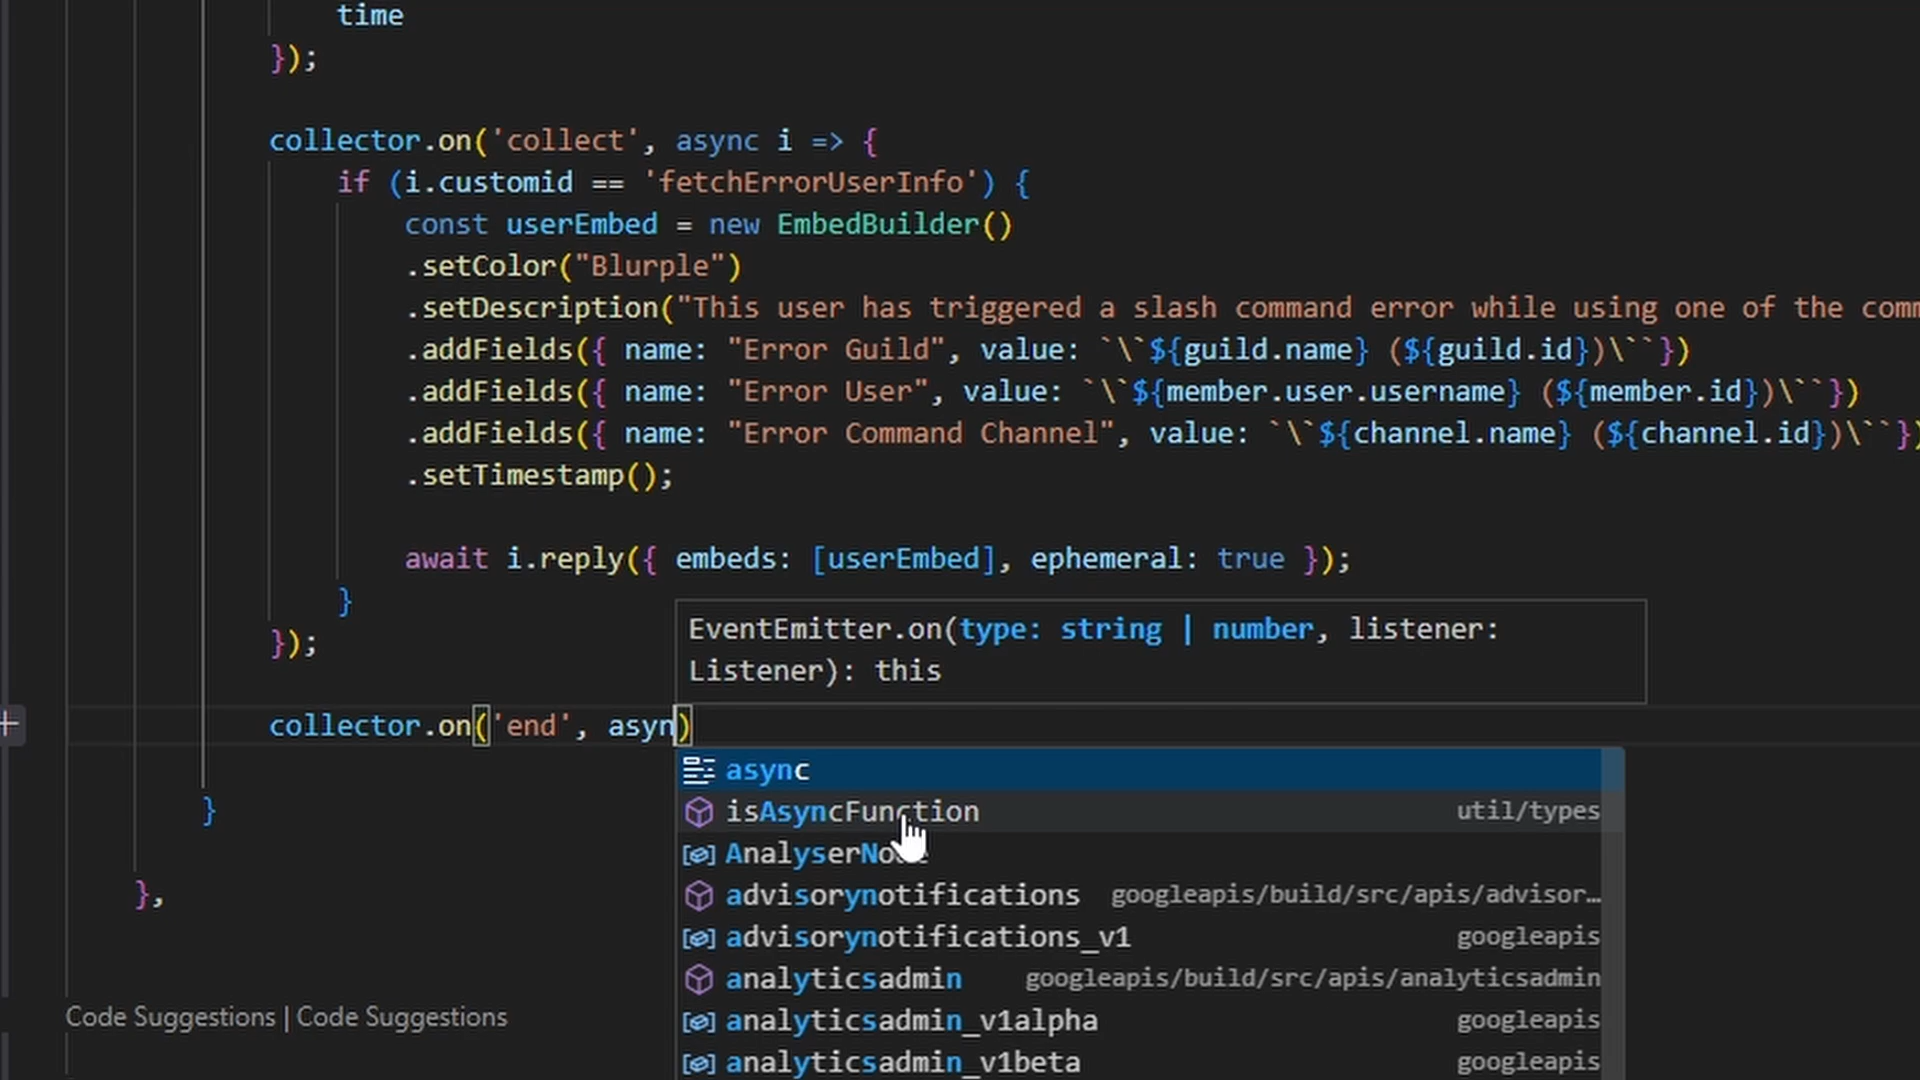 time
});
collector.on('collect', async i => {
if (i.customid == 'fetchErrorUserInfo') {
const userEmbed = new EmbedBuilder()
.setColor("Blurple")
.setDescription("This user has triggered a slash command error while using one of the comm
.addFields({ name: "Error Guild", value: `\`${guild.name} (${guild.id})\``})
.addFields({ name: "Error User", value: `\`${member.user.username} (${member.id})\``})
.addFields({ name: "Error Command Channel", value: `\`${channel.name} (${channel.id})\``})
.setTimestamp();
await i.reply({ embeds: [userEmbed], ephemeral: true });
}
});
EventEmitter.on(type: string | number, listener:
Listener): this
collector.on('end', asyn)
async
isAsyncFunction util/types
}
AnalyserNode
},
advisorynotifications googleapis/build/src/apis/advisor…
advisorynotifications_v1 googleapis
analyticsadmin googleapis/build/src/apis/analyticsadmin
Code Suggestions | Code Suggestions
analyticsadmin_v1alpha googleapis
analyticsadmin_v1beta googleapis